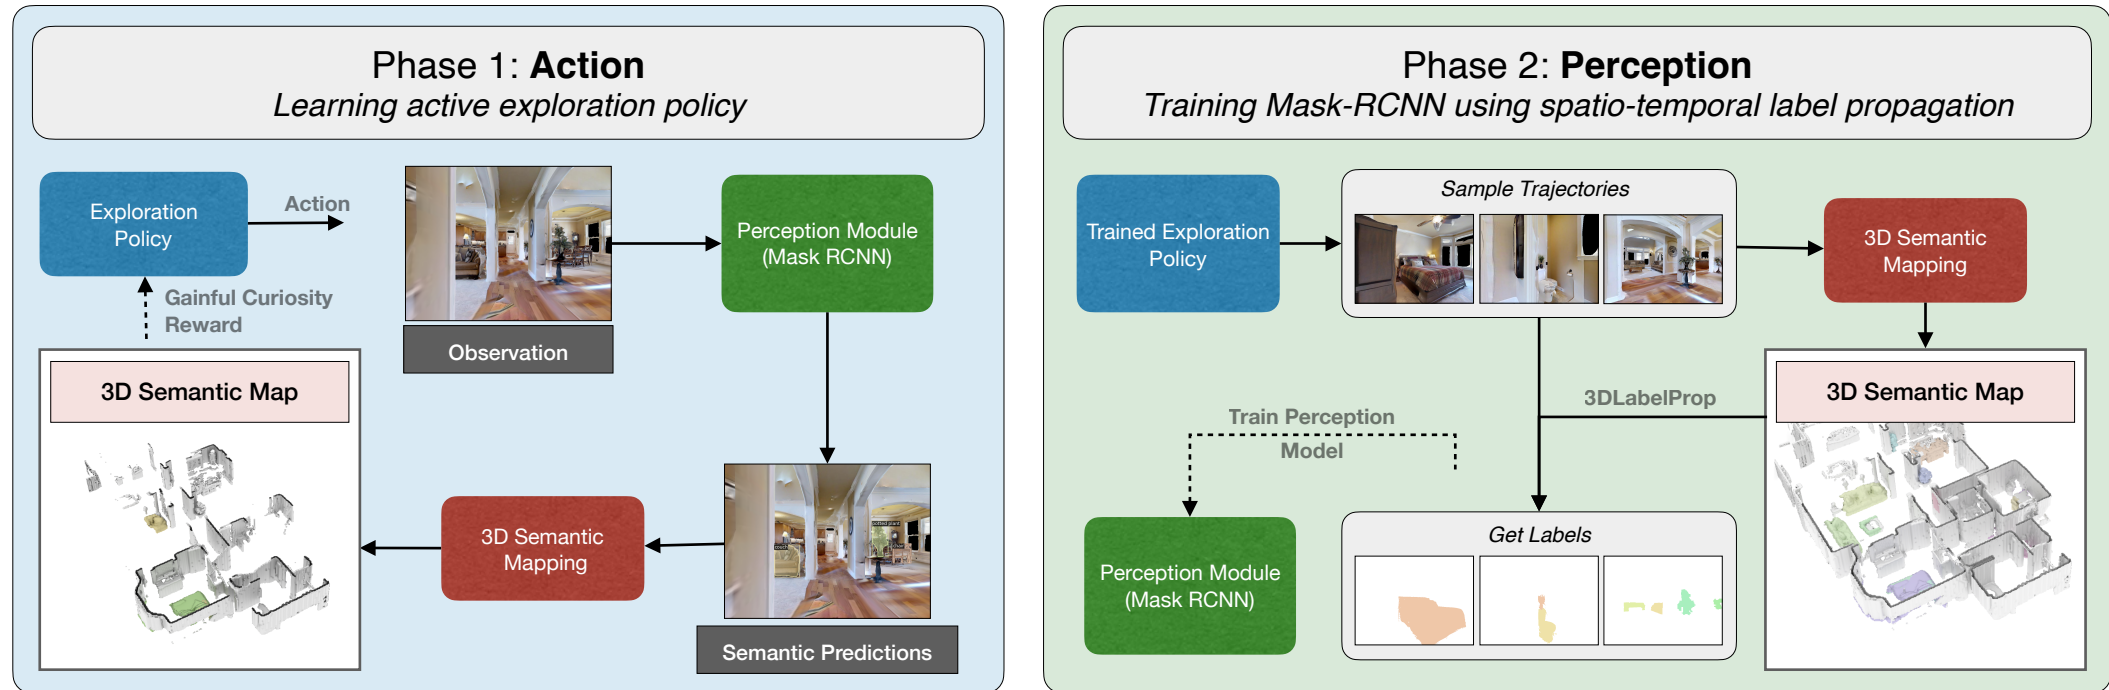 Phase 1: Action
Learning active exploration policy
Exploration
Policy
Action
Gainful Curiosity
Reward
Observation
Perception Module
(Mask RCNN)
3D Semantic Map
3D Semantic
Mapping
potted plant
couch
Semantic Predictions
Phase 2: Perception
Training Mask-RCNN using spatio-temporal label propagation
Trained Exploration
Policy
Sample Trajectories
3D Semantic
Mapping
3D Semantic Map
3DLabelProp
Train Perception
Model
Perception Module
(Mask RCNN)
Get Labels